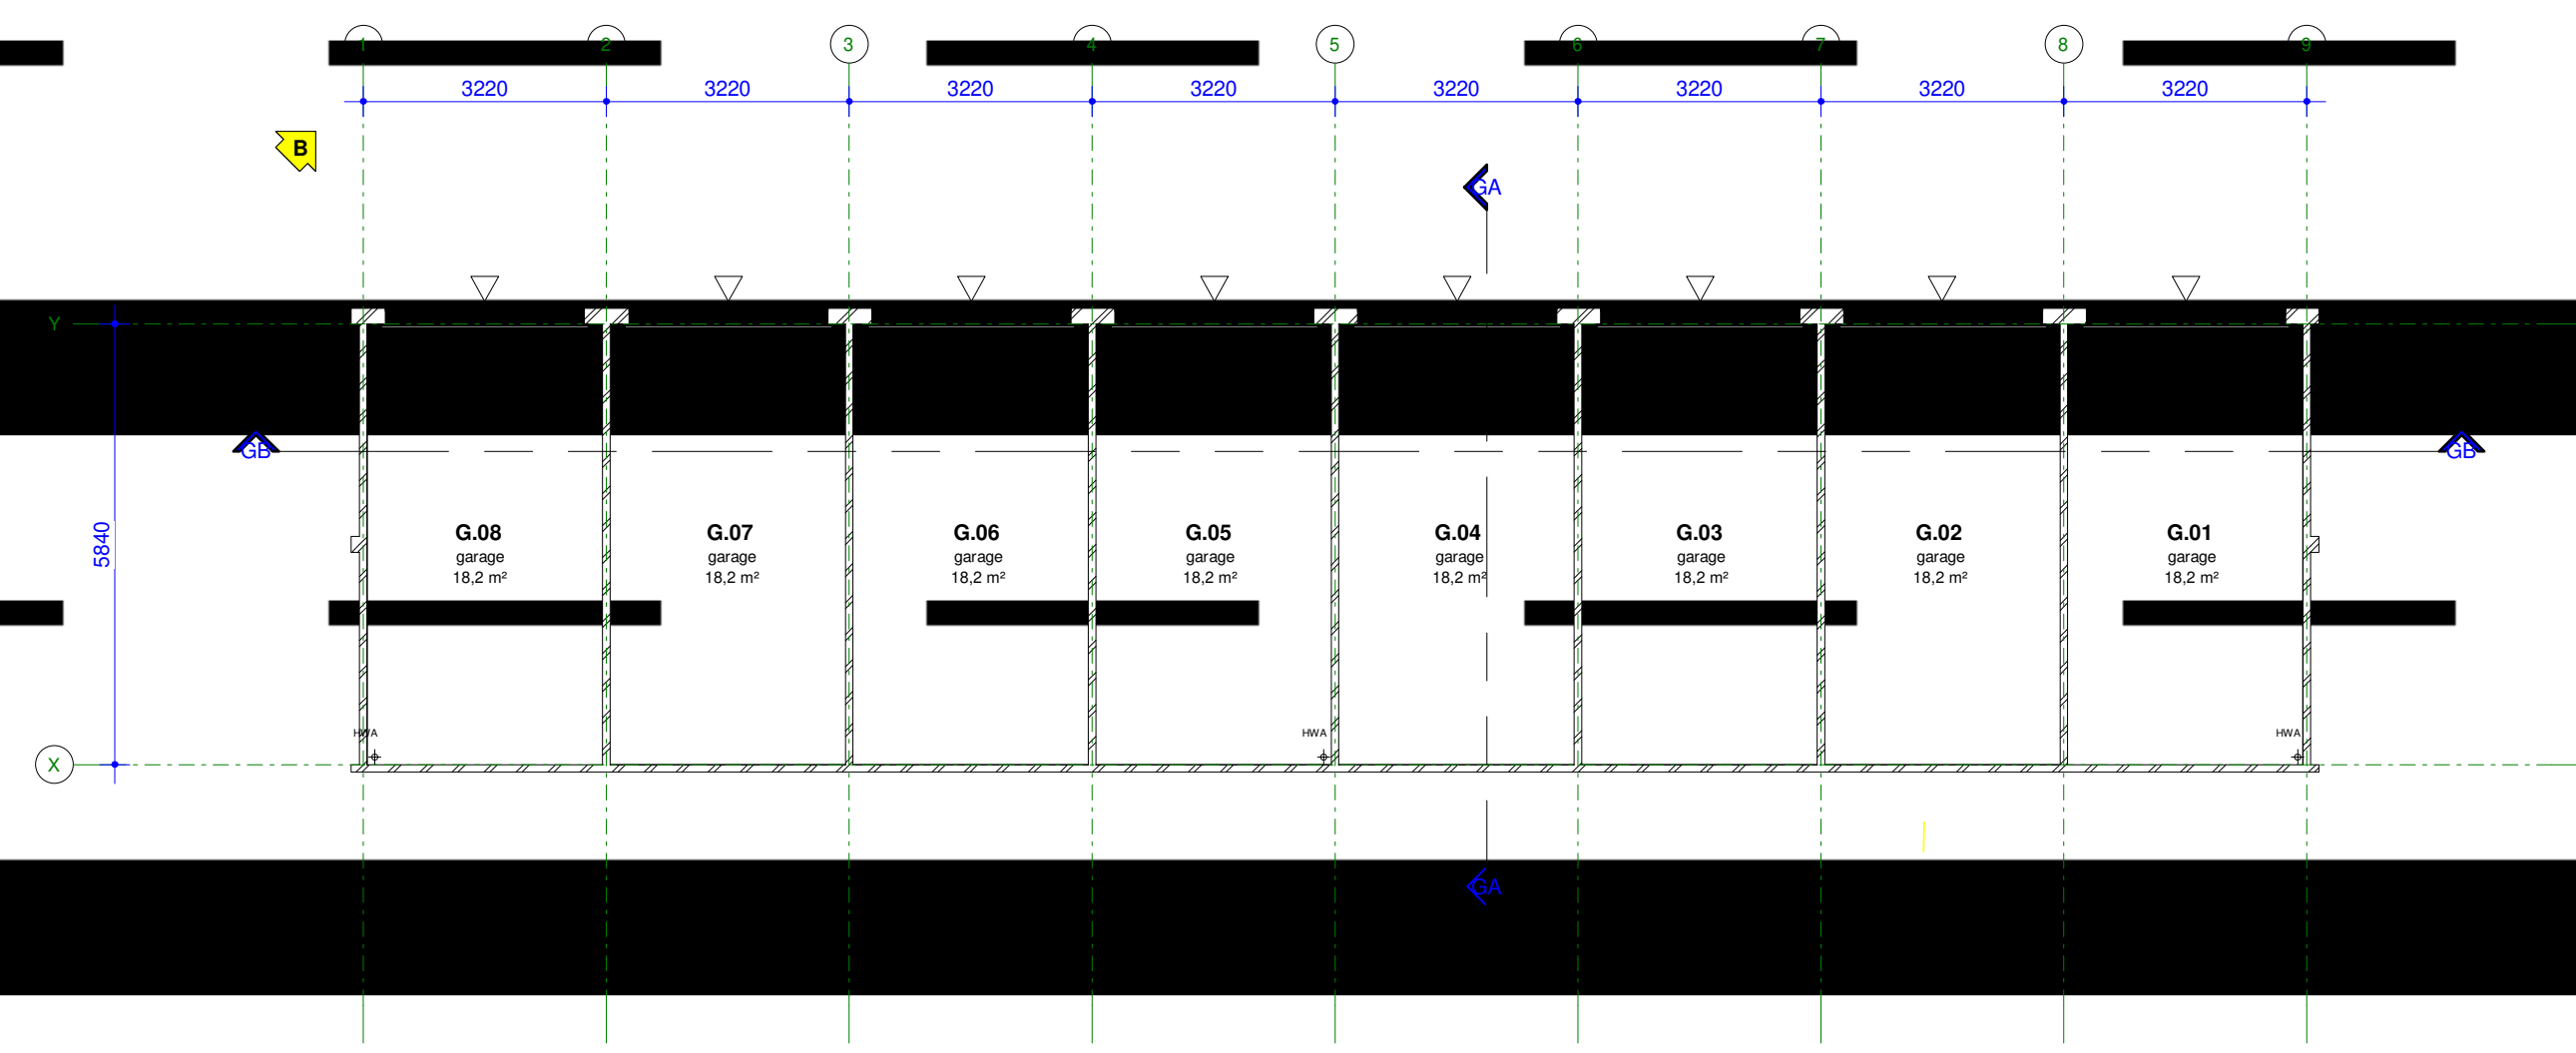 1 2 3 4 5 6 7 8 9
3220 3220 3220 3220 3220 3220 3220 3220
B
GA
Y
GB GB
5840
G.08 G.07 G.06 G.05 G.04 G.03 G.02 G.01
garage garage garage garage garage garage garage garage
18,2 m² 18,2 m² 18,2 m² 18,2 m² 18,2 m² 18,2 m² 18,2 m² 18,2 m²
HWA HWA HWA
X
GA